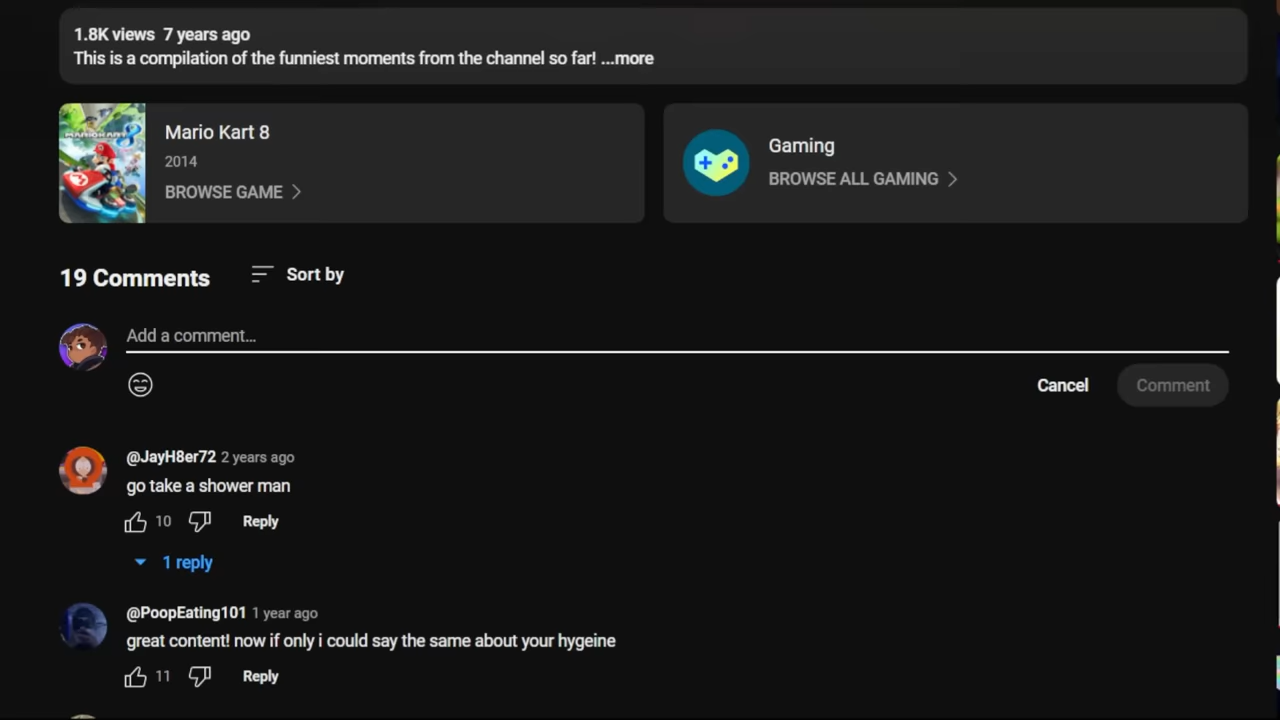 1.8K views 7 years ago
This is a compilation of the funniest moments from the channel so far! ...more
Mario Kart 8
2014
BROWSE GAME
Gaming
BROWSE ALL GAMING
19 Comments
Sort by
Add a comment...
Cancel
Comment
@JayH8er72 2 years ago
go take a shower man
10
Reply
1 reply
@PoopEating101 1 year ago
great content! now if only i could say the same about your hygeine
11
Reply